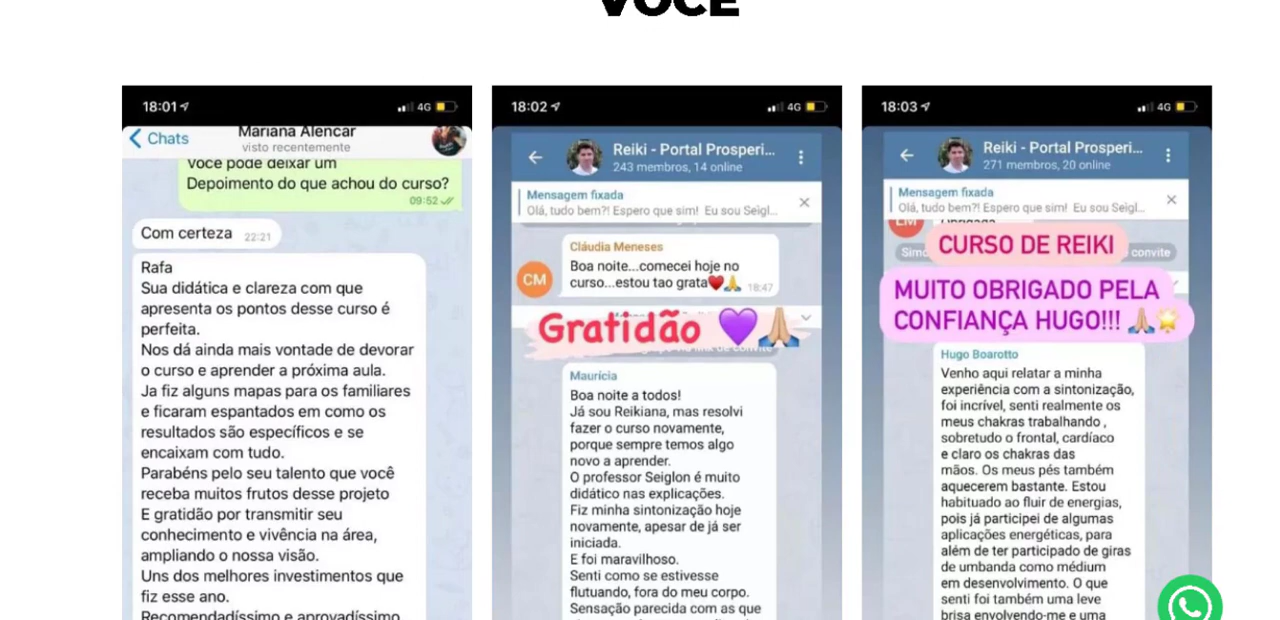 VOCÊ
18:01
4G
Chats
Mariana Alencar
visto recentemente
você pode deixar um
Depoimento do que achou do curso?
09:52
Com certeza 22:21
Rafa
Sua didática e clareza com que
apresenta os pontos desse curso é
perfeita.
Nos dá ainda mais vontade de devorar
o curso e aprender a próxima aula.
Ja fiz alguns mapas para os familiares
e ficaram espantados em como os
resultados são específicos e se
encaixam com tudo.
Parabéns pelo seu talento que você
receba muitos frutos desse projeto
E gratidão por transmitir seu
conhecimento e vivência na área,
ampliando o nossa visão.
Uns dos melhores investimentos que
fiz esse ano.
Recomendadíssimo e aprovadíssimo
18:02
4G
Reiki - Portal Prosperi...
243 membros, 14 online
Mensagem fixada
Olá, tudo bem?! Espero que sim! Eu sou Seigl...
Cláudia Meneses
CM
Boa noite...comecei hoje no
curso...estou tao grata❤️🙏 18:47
Gratidão 💜🙏
link de convite
Maurícia
Boa noite a todos!
Já sou Reikiana, mas resolvi
fazer o curso novamente,
porque sempre temos algo
novo a aprender.
O professor Seiglon é muito
didático nas explicações.
Fiz minha sintonização hoje
novamente, apesar de já ser
iniciada.
E foi maravilhoso.
Senti como se estivesse
flutuando, fora do meu corpo.
Sensação parecida com as que
18:03
4G
Reiki - Portal Prosperi...
271 membros, 20 online
Mensagem fixada
Olá, tudo bem?! Espero que sim! Eu sou Seigl...
LM
Simo
convite
CURSO DE REIKI
MUITO OBRIGADO PELA
CONFIANÇA HUGO!!! 🙏🌟
Hugo Boarotto
Venho aqui relatar a minha
experiência com a sintonização,
foi incrível, senti realmente os
meus chakras trabalhando ,
sobretudo o frontal, cardíaco
e claro os chakras das
mãos. Os meus pés também
aquecerem bastante. Estou
habituado ao fluir de energias,
pois já participei de algumas
aplicações energéticas, para
além de ter participado de giras
de umbanda como médium
em desenvolvimento. O que
senti foi também uma leve
brisa envolvendo-me e uma